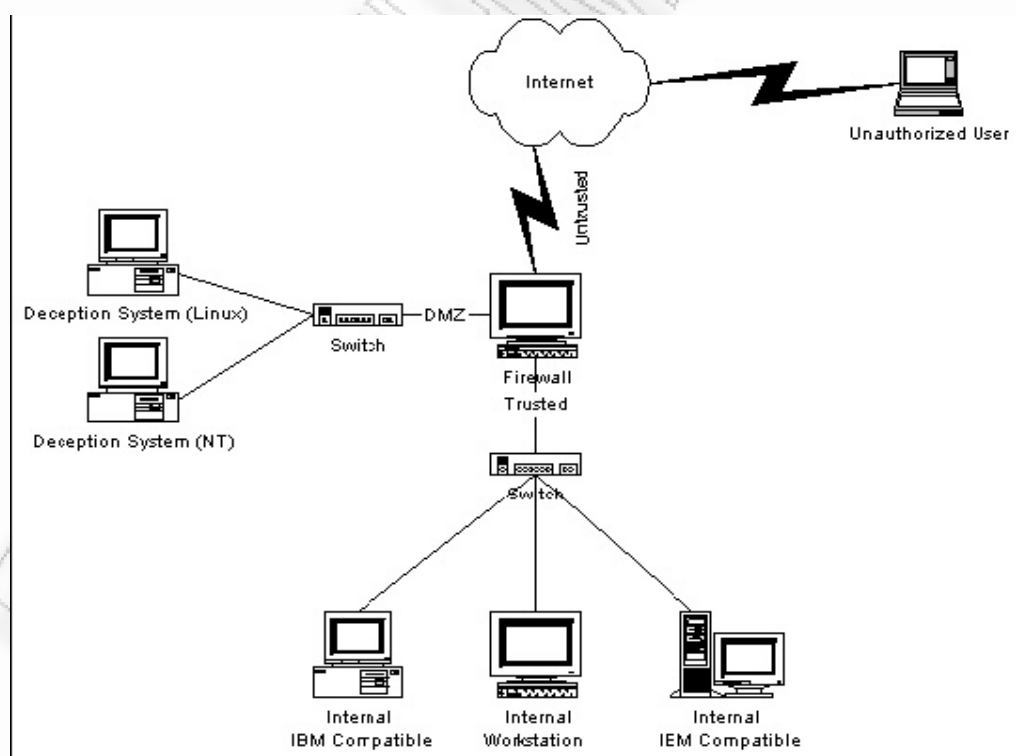 Internet
Unauthorized User
Untrusted
Deception System (Linux)
DMZ
Switch
Firewall
Trusted
Deception System (NT)
Switch
Internal
IBM Compatible
Internal
Workstation
Internal
IEM Compatible